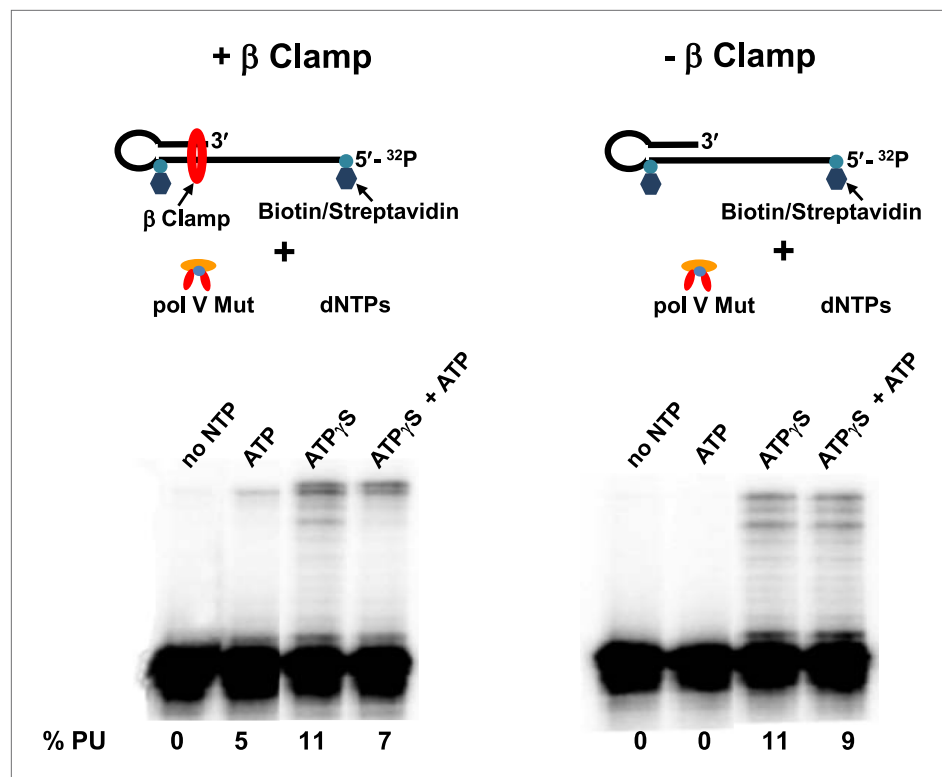 + β Clamp
- β Clamp
3′
5′- ³²P
β Clamp
Biotin/Streptavidin
+
pol V Mut
dNTPs
3′
5′- ³²P
Biotin/Streptavidin
+
pol V Mut
dNTPs
no NTP
ATP
ATPγS
ATPγS + ATP
no NTP
ATP
ATPγS
ATPγS + ATP
% PU 0 5 11 7 0 0 11 9